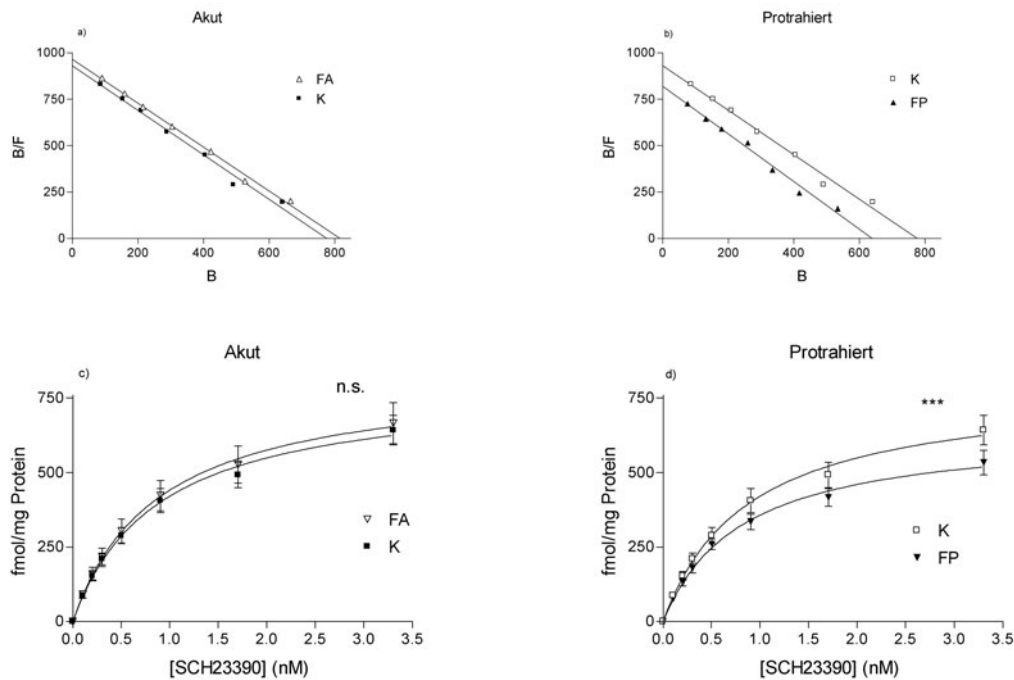 Akut
a)
1000
750
500
250
0
B/F
FA
K
0 200 400 600 800
B
Protrahiert
b)
1000
750
500
250
0
B/F
K
FP
0 200 400 600 800
B
Akut
c)
n.s.
750
500
250
0
fmol/mg Protein
FA
K
0.0 0.5 1.0 1.5 2.0 2.5 3.0 3.5
[SCH23390] (nM)
Protrahiert
d)
***
750
500
250
0
fmol/mg Protein
K
FP
0.0 0.5 1.0 1.5 2.0 2.5 3.0 3.5
[SCH23390] (nM)